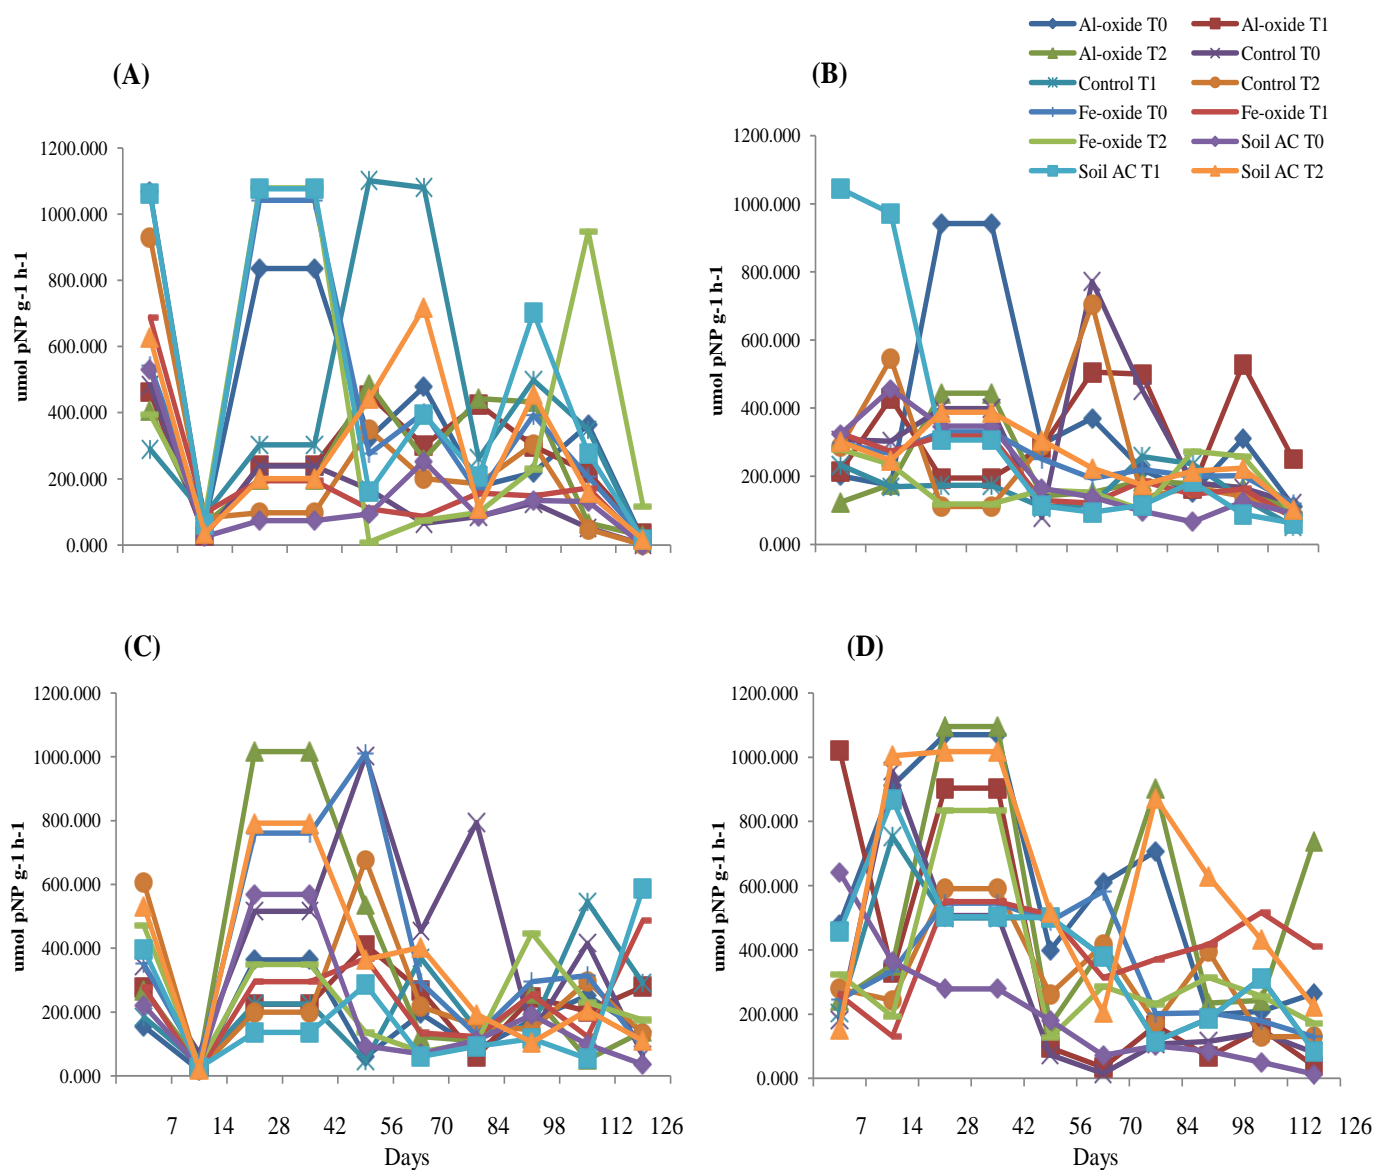 Al-oxide T0 Al-oxide T1
Al-oxide T2 Control T0
Control T1 Control T2
Fe-oxide T0 Fe-oxide T1
Fe-oxide T2 Soil AC T0
Soil AC T1 Soil AC T2
(A)
1200.000
1000.000
800.000
600.000
400.000
200.000
0.000
umol pNP g-1 h-1
(B)
1200.000
1000.000
800.000
600.000
400.000
200.000
0.000
umol pNP g-1 h-1
(C)
1200.000
1000.000
800.000
600.000
400.000
200.000
0.000
umol pNP g-1 h-1
7 14 28 42 56 70 84 98 112 126
Days
(D)
1200.000
1000.000
800.000
600.000
400.000
200.000
0.000
umol pNP g-1 h-1
7 14 28 42 56 70 84 98 112 126
Days